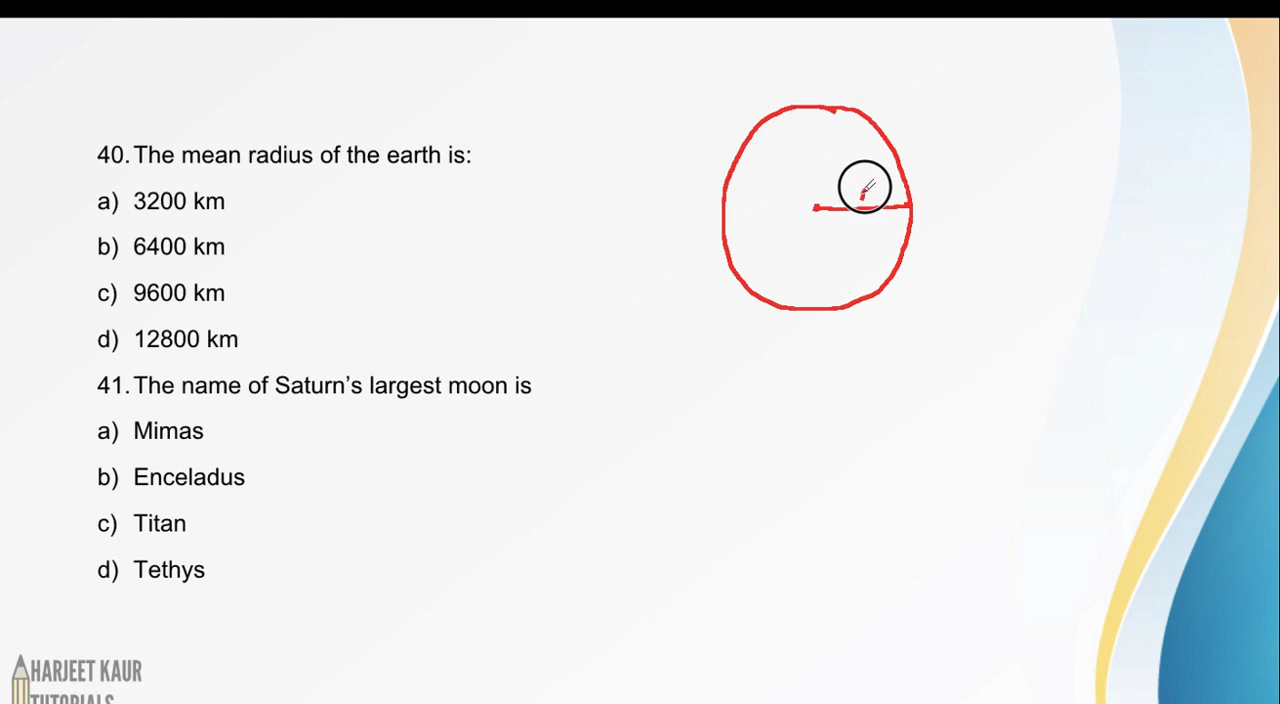 40. The mean radius of the earth is:
a) 3200 km
b) 6400 km
c) 9600 km
d) 12800 km
41. The name of Saturn's largest moon is
a) Mimas
b) Enceladus
c) Titan
d) Tethys
r
HARJEET KAUR
TUTORIALS